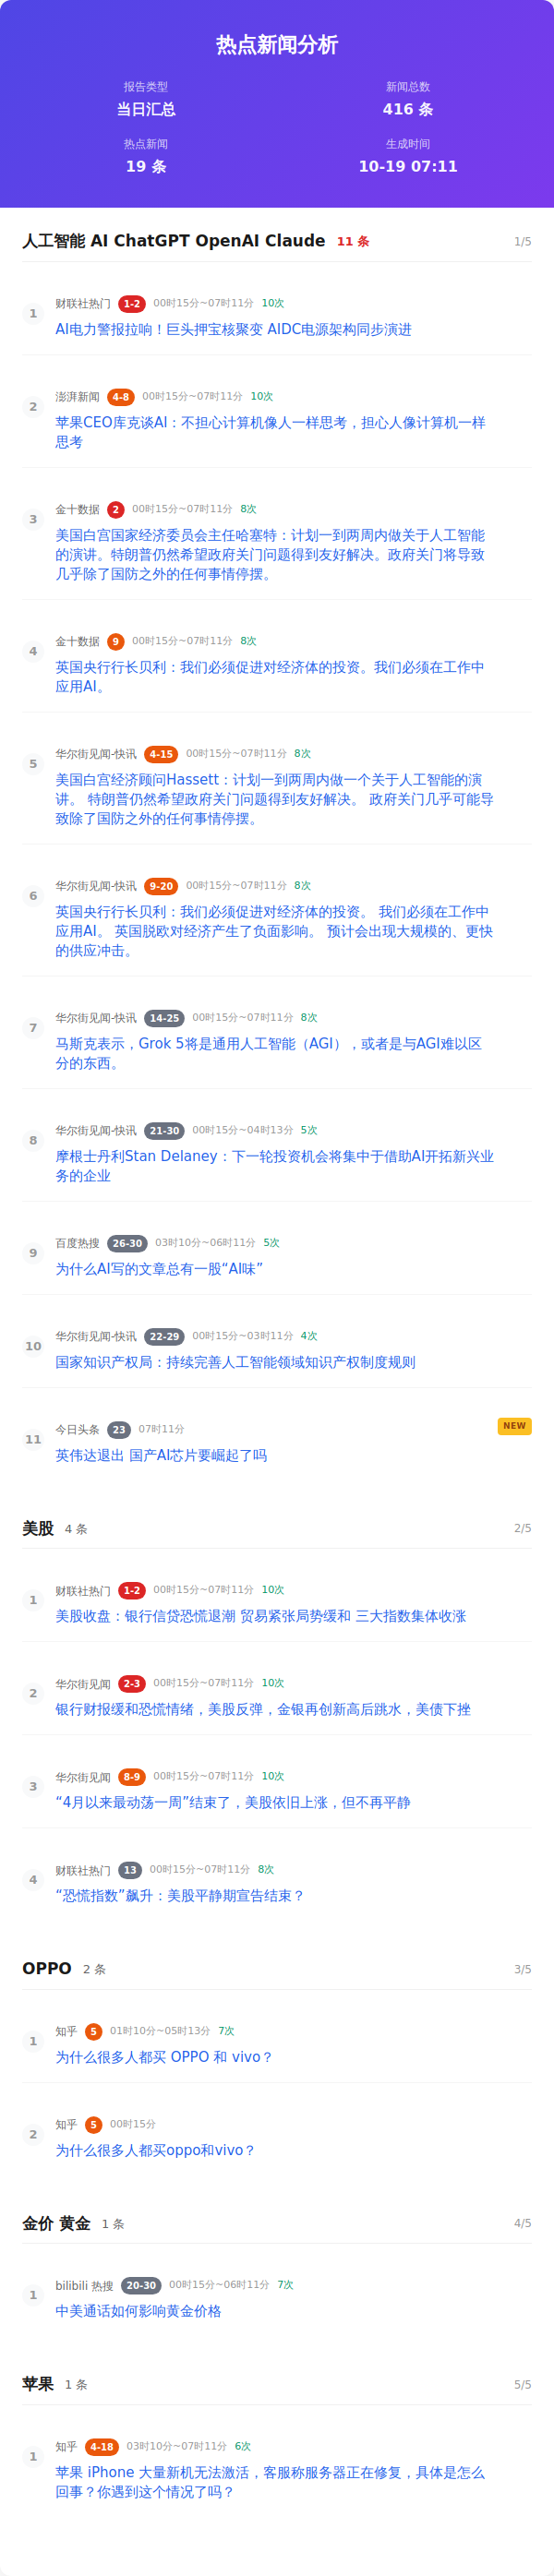 热点新闻分析
报告类型
新闻总数
当日汇总
416 条
热点新闻
生成时间
19 条
10-19 07:11
人工智能 AI ChatGPT OpenAI Claude 11 条 1/5
1
财联社热门 1-2 00时15分~07时11分 10次
AI电力警报拉响！巨头押宝核聚变 AIDC电源架构同步演进
2
澎湃新闻 4-8 00时15分~07时11分 10次
苹果CEO库克谈AI：不担心计算机像人一样思考，担心人像计算机一样
思考
3
金十数据 2 00时15分~07时11分 8次
美国白宫国家经济委员会主任哈塞特：计划一到两周内做关于人工智能
的演讲。特朗普仍然希望政府关门问题得到友好解决。政府关门将导致
几乎除了国防之外的任何事情停摆。
4
金十数据 9 00时15分~07时11分 8次
英国央行行长贝利：我们必须促进对经济体的投资。我们必须在工作中
应用AI。
5
华尔街见闻-快讯 4-15 00时15分~07时11分 8次
美国白宫经济顾问Hassett：计划一到两周内做一个关于人工智能的演
讲。 特朗普仍然希望政府关门问题得到友好解决。 政府关门几乎可能导
致除了国防之外的任何事情停摆。
6
华尔街见闻-快讯 9-20 00时15分~07时11分 8次
英国央行行长贝利：我们必须促进对经济体的投资。 我们必须在工作中
应用AI。 英国脱欧对经济产生了负面影响。 预计会出现大规模的、更快
的供应冲击。
7
华尔街见闻-快讯 14-25 00时15分~07时11分 8次
马斯克表示，Grok 5将是通用人工智能（AGI），或者是与AGI难以区
分的东西。
8
华尔街见闻-快讯 21-30 00时15分~04时13分 5次
摩根士丹利Stan Delaney：下一轮投资机会将集中于借助AI开拓新兴业
务的企业
9
百度热搜 26-30 03时10分~06时11分 5次
为什么AI写的文章总有一股“AI味”
10
华尔街见闻-快讯 22-29 00时15分~03时11分 4次
国家知识产权局：持续完善人工智能领域知识产权制度规则
11
今日头条 23 07时11分 NEW
英伟达退出 国产AI芯片要崛起了吗
美股 4 条 2/5
1
财联社热门 1-2 00时15分~07时11分 10次
美股收盘：银行信贷恐慌退潮 贸易紧张局势缓和 三大指数集体收涨
2
华尔街见闻 2-3 00时15分~07时11分 10次
银行财报缓和恐慌情绪，美股反弹，金银再创新高后跳水，美债下挫
3
华尔街见闻 8-9 00时15分~07时11分 10次
“4月以来最动荡一周”结束了，美股依旧上涨，但不再平静
4
财联社热门 13 00时15分~07时11分 8次
“恐慌指数”飙升：美股平静期宣告结束？
OPPO 2 条 3/5
1
知乎 5 01时10分~05时13分 7次
为什么很多人都买 OPPO 和 vivo？
2
知乎 5 00时15分
为什么很多人都买oppo和vivo？
金价 黄金 1 条 4/5
1
bilibili 热搜 20-30 00时15分~06时11分 7次
中美通话如何影响黄金价格
苹果 1 条 5/5
1
知乎 4-18 03时10分~07时11分 6次
苹果 iPhone 大量新机无法激活，客服称服务器正在修复，具体是怎么
回事？你遇到这个情况了吗？